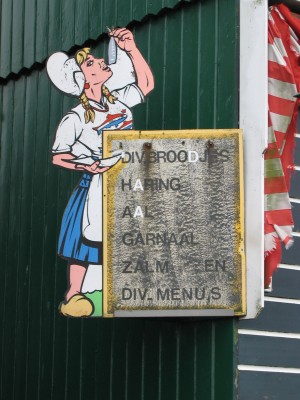 DIV.BROODJES
HARING
AAL
GARNAAL
ZALM EN
DIV. MENU'S